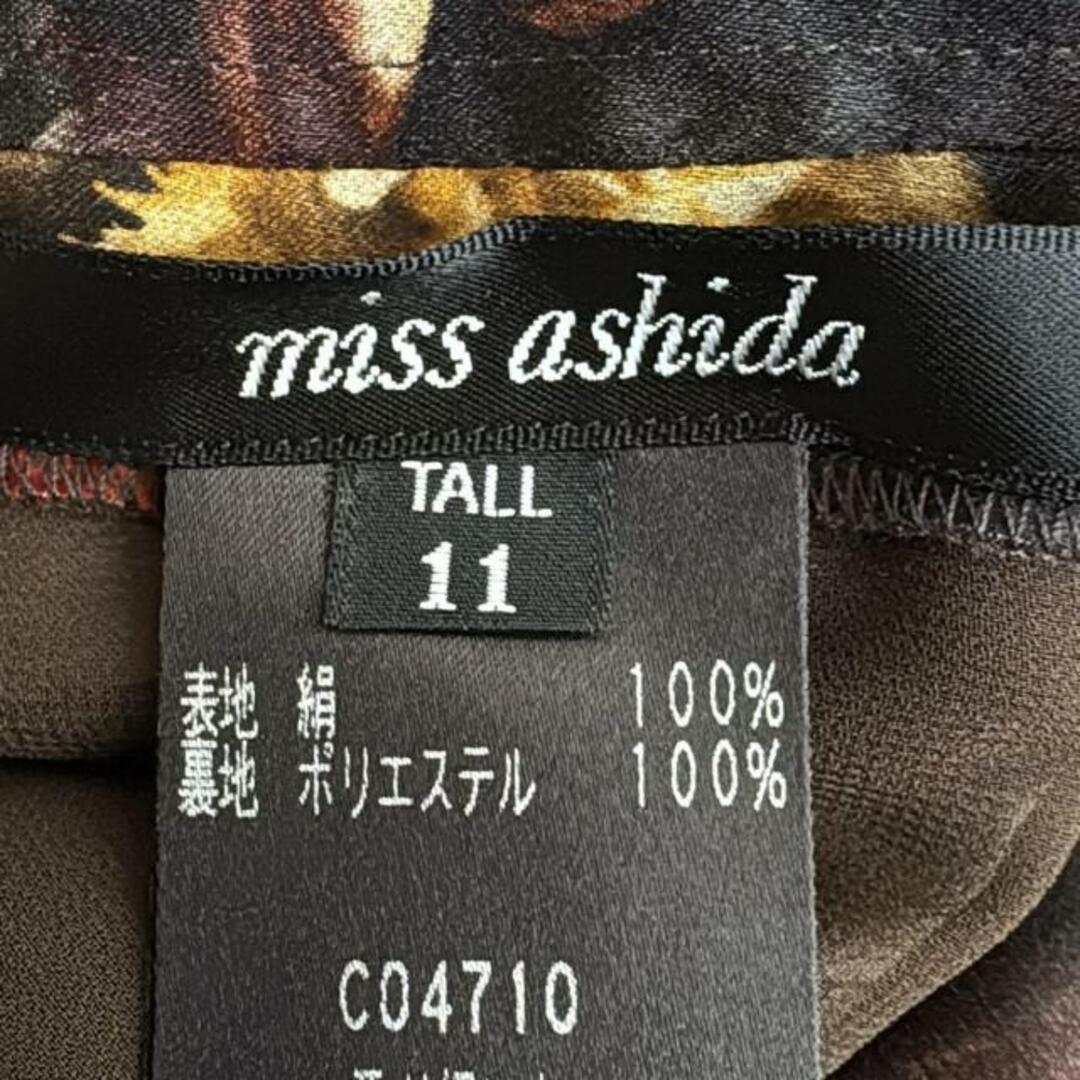 miss ashida
TALL
11
表地 絹 100%
裏地 ポリエステル 100%
C04710